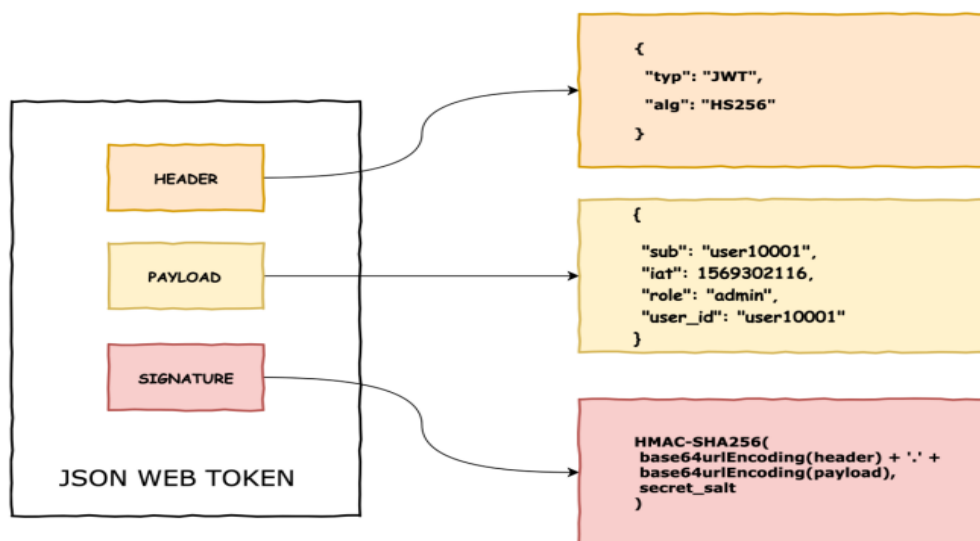 HEADER
PAYLOAD
SIGNATURE
JSON WEB TOKEN
{
"typ": "JWT",
"alg": "HS256"
}
{
"sub": "user10001",
"iat": 1569302116,
"role": "admin",
"user_id": "user10001"
}
HMAC-SHA256(
base64urlEncoding(header) + '.' +
base64urlEncoding(payload),
secret_salt
)